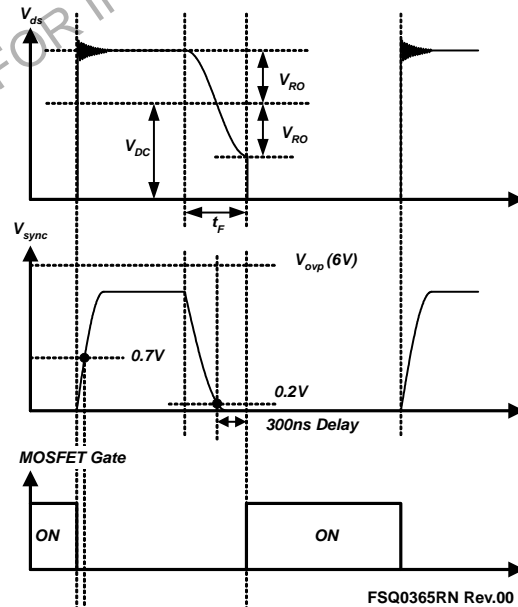 FOR I
Vds
VRO
VRO
VDC
tF
Vsync
Vovp (6V)
0.7V
0.2V
300ns Delay
MOSFET Gate
ON
ON
FSQ0365RN Rev.00